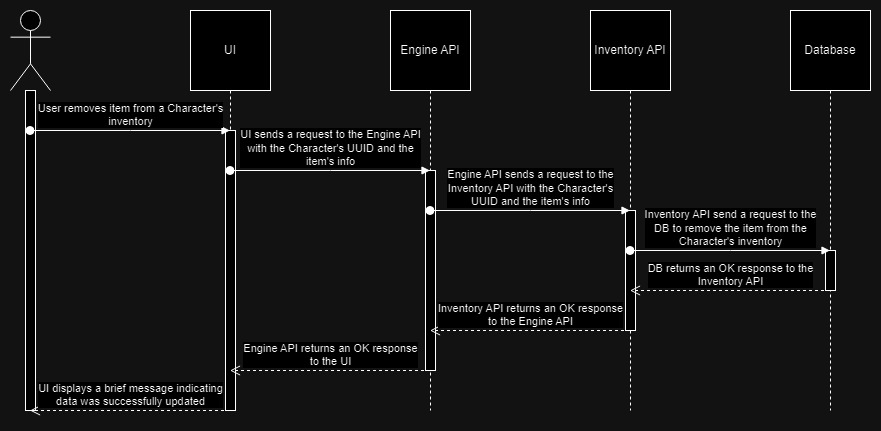 UI
Engine API
Inventory API
Database
User removes item from a Character's
inventory
UI sends a request to the Engine API
with the Character's UUID and the
item's info
Engine API sends a request to the
Inventory API with the Character's
UUID and the item's info
Inventory API send a request to the
DB to remove the item from the
Character's inventory
DB returns an OK response to the
Inventory API
Inventory API returns an OK response
to the Engine API
Engine API returns an OK response
to the UI
UI displays a brief message indicating
data was successfully updated